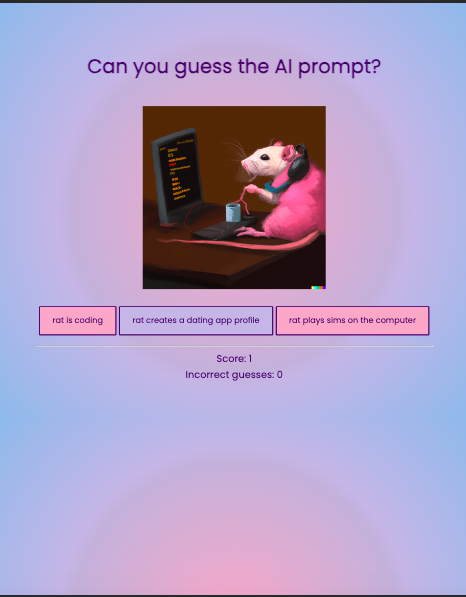 Can you guess the AI prompt?
rat is coding
rat creates a dating app profile
rat plays sims on the computer
Score: 1
Incorrect guesses: 0